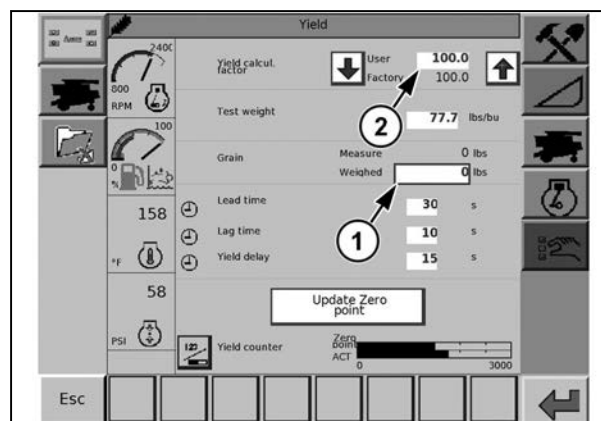 Yield
2400
800
RPM
Yield calcul.
factor
User 100.0
Factory 100.0
2
Test weight 77.7 lbs/bu
100
0
%
Grain Measure 0 lbs
Weighed 0 lbs
1
158
°F
Lead time 30 s
Lag time 10 s
Yield delay 15 s
58
PSI
Update Zero
point
123
Yield counter
Zero
point
ACT
0 3000
Esc